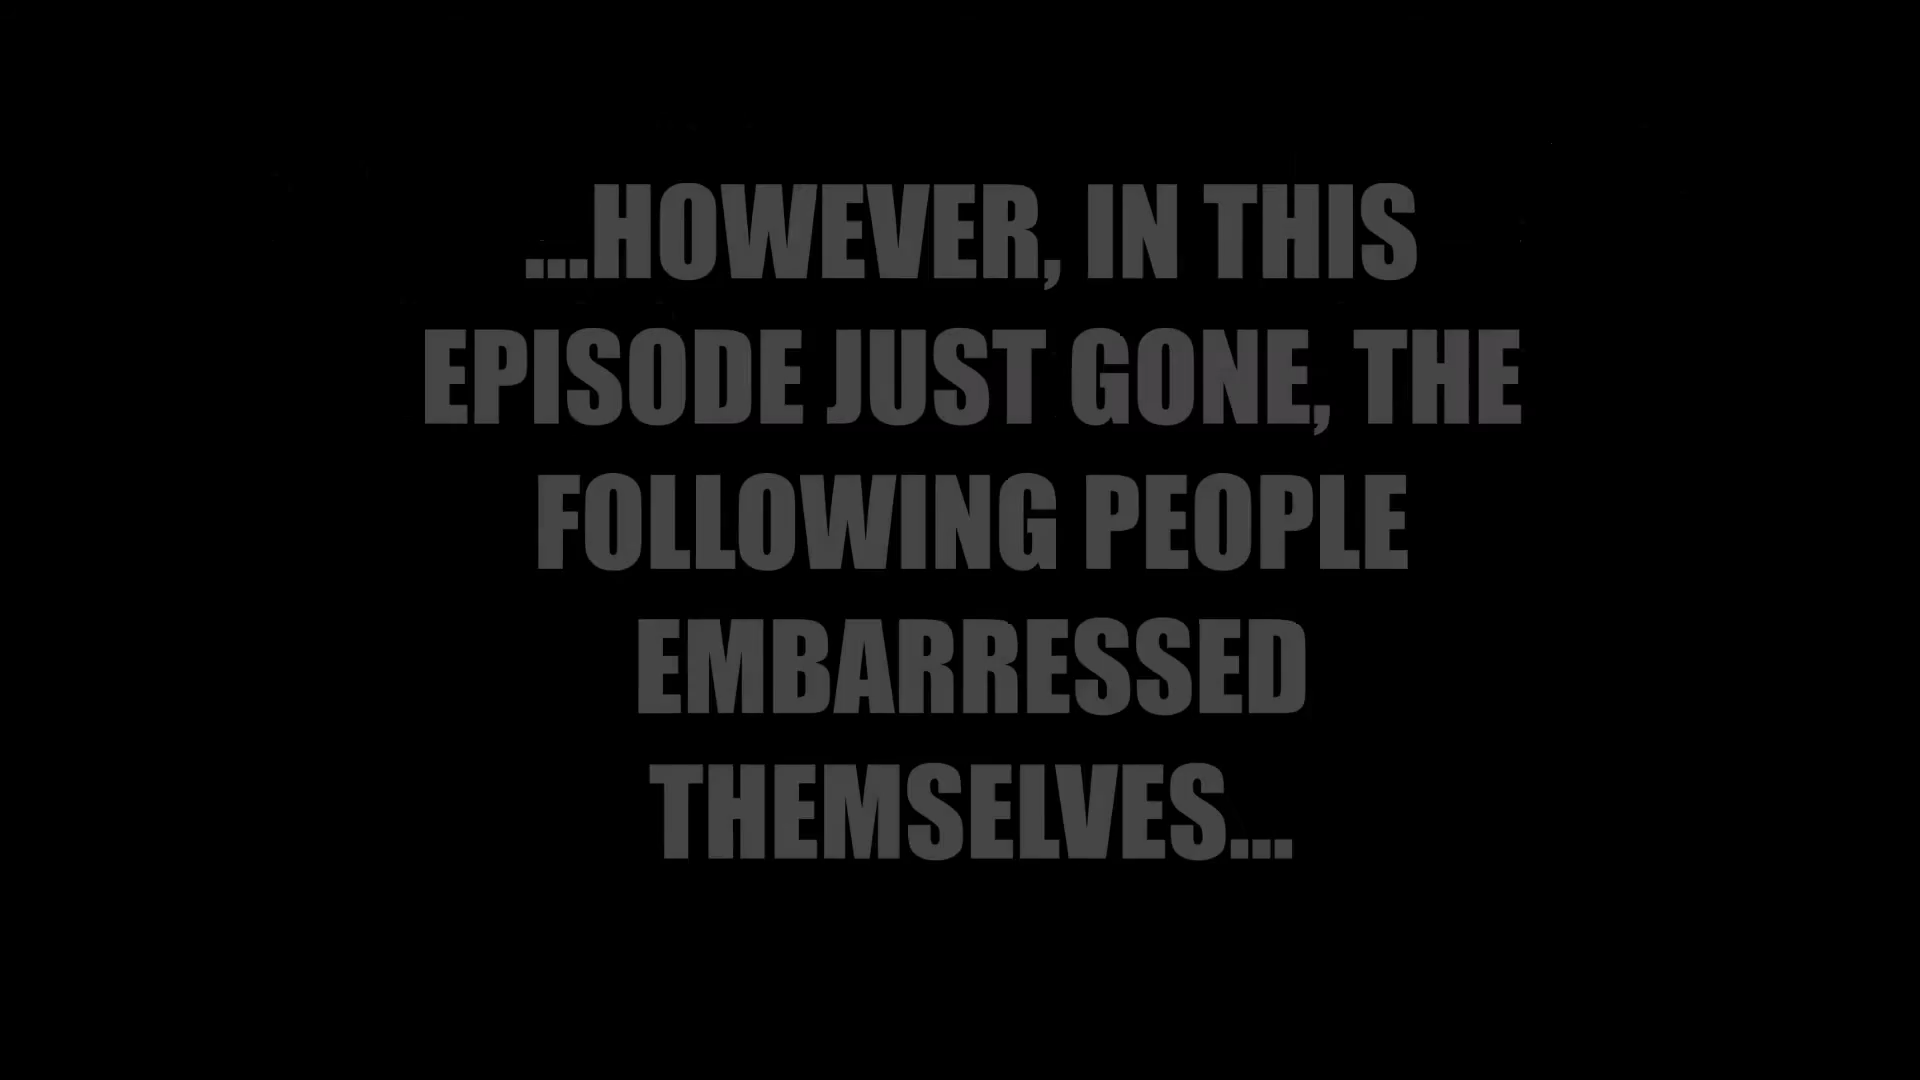 ...HOWEVER, IN THIS
EPISODE JUST GONE, THE
FOLLOWING PEOPLE
EMBARRESSED
THEMSELVES...